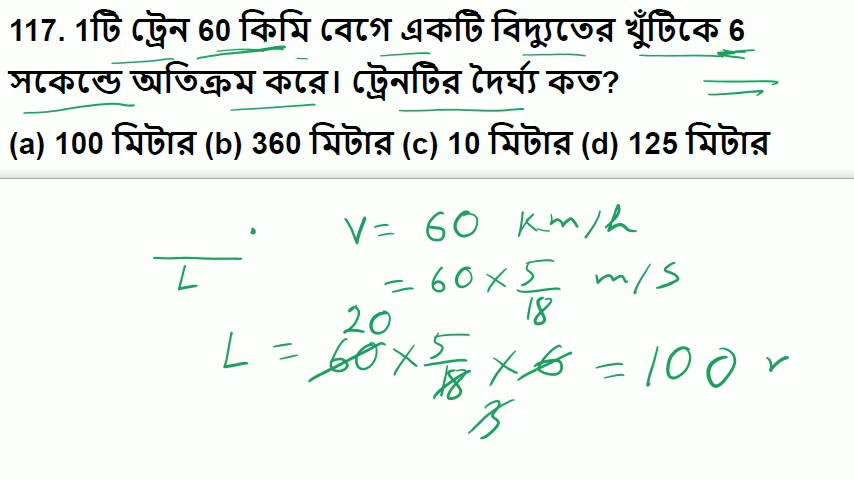 117. 1টি ট্রেন 60 কিমি বেগে একটি বিদ্যুতের খুঁটিকে 6
সকেন্ডে অতিক্রম করে। ট্রেনটির দৈর্ঘ্য কত?
(a) 100 মিটার (b) 360 মিটার (c) 10 মিটার (d) 125 মিটার
V = 60 km/h
L
= 60 × 5/18 m/s
20
L = 60 × 5/18 × 6 = 100 r
3